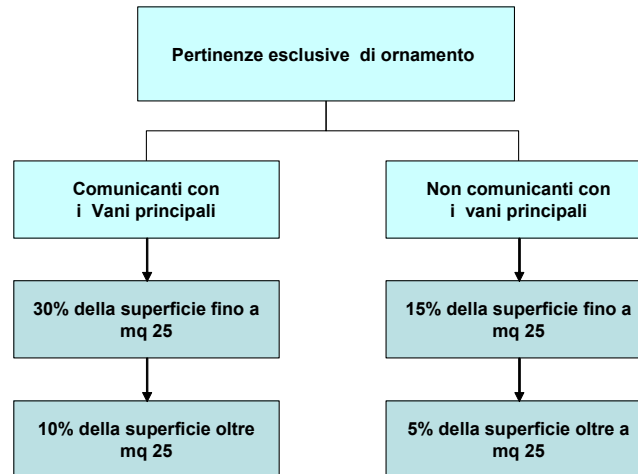 Pertinenze esclusive di ornamento
Comunicanti con
i Vani principali
Non comunicanti con
i vani principali
30% della superficie fino a
mq 25
15% della superficie fino a
mq 25
10% della superficie oltre
mq 25
5% della superficie oltre a
mq 25